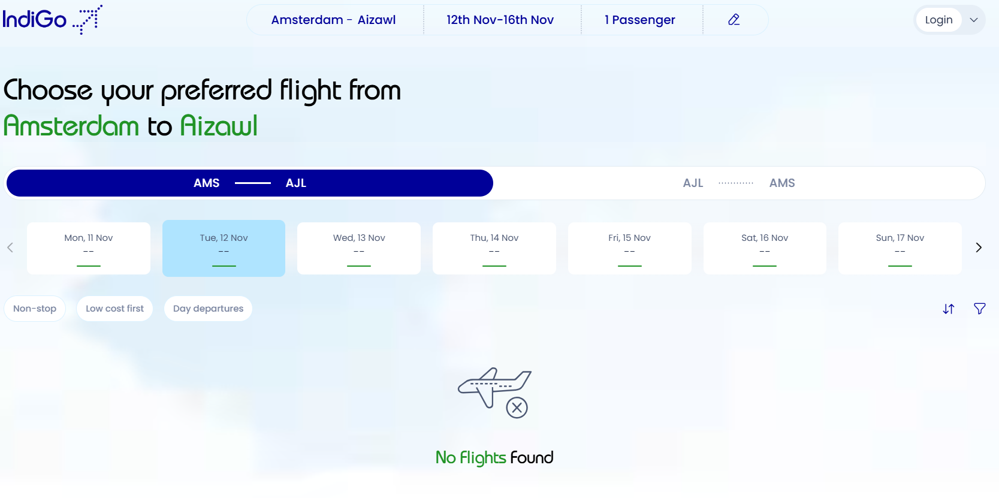 IndiGo
Amsterdam - Aizawl
12th Nov-16th Nov
1 Passenger
Login
Choose your preferred flight from
Amsterdam to Aizawl
AMS AJL
AJL AMS
Mon, 11 Nov
--
Tue, 12 Nov
--
Wed, 13 Nov
--
Thu, 14 Nov
--
Fri, 15 Nov
--
Sat, 16 Nov
--
Sun, 17 Nov
--
Non-stop
Low cost first
Day departures
No Flights Found